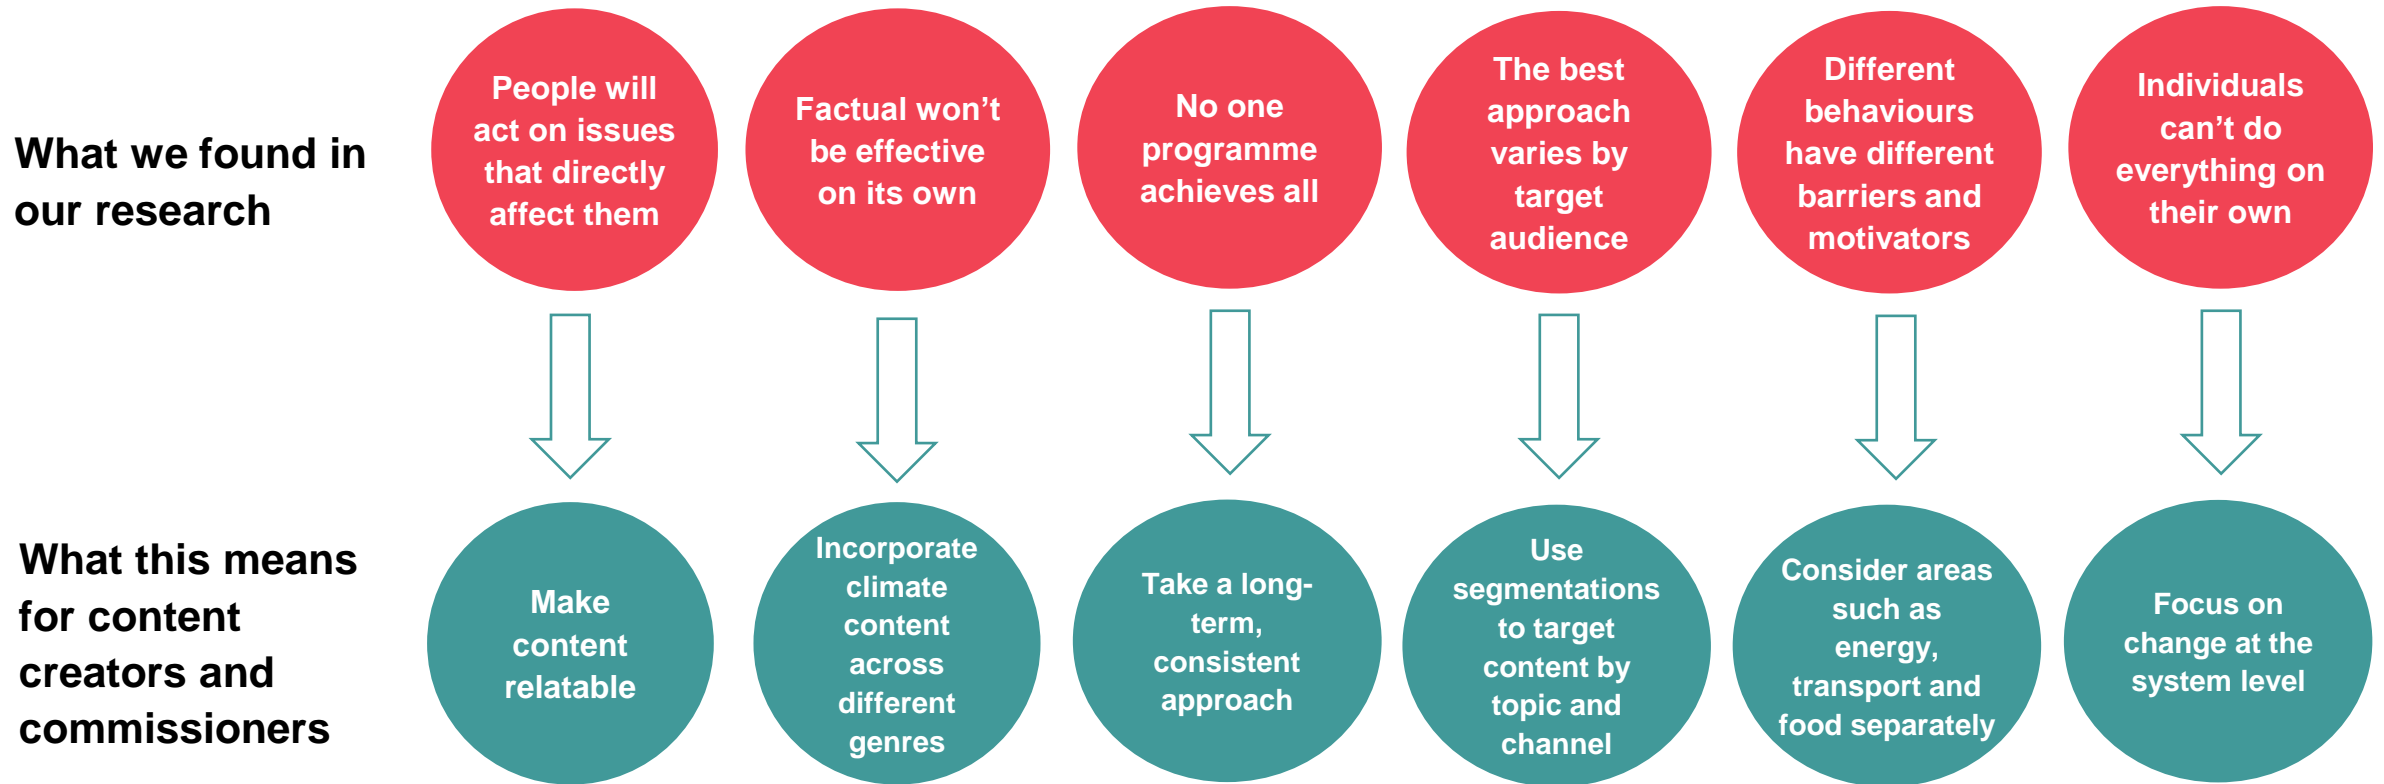 What we found in
our research
People will
act on issues
that directly
affect them
Factual won’t
be effective
on its own
No one
programme
achieves all
The best
approach
varies by
target
audience
Different
behaviours
have different
barriers and
motivators
Individuals
can’t do
everything on
their own
What this means
for content
creators and
commissioners
Make
content
relatable
Incorporate
climate
content
across
different
genres
Take a long-
term,
consistent
approach
Use
segmentations
to target
content by
topic and
channel
Consider areas
such as
energy,
transport and
food separately
Focus on
change at the
system level